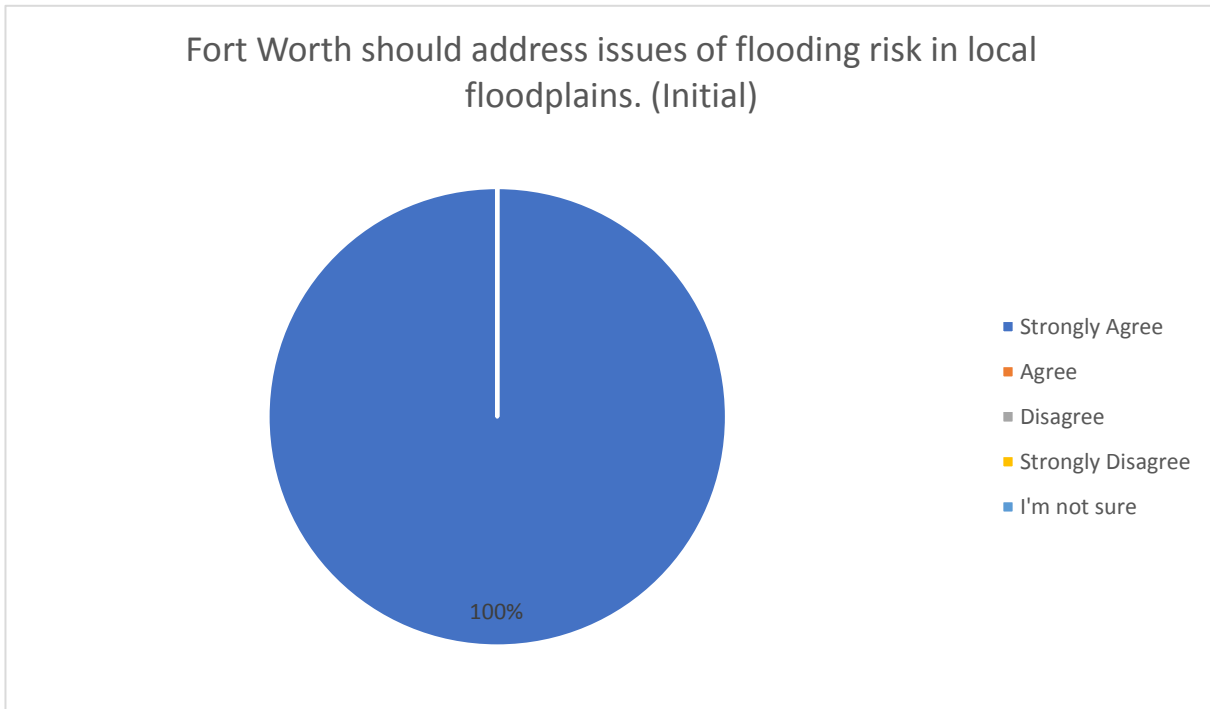 Fort Worth should address issues of flooding risk in local
floodplains. (Initial)
Strongly Agree
Agree
Disagree
Strongly Disagree
I'm not sure
100%